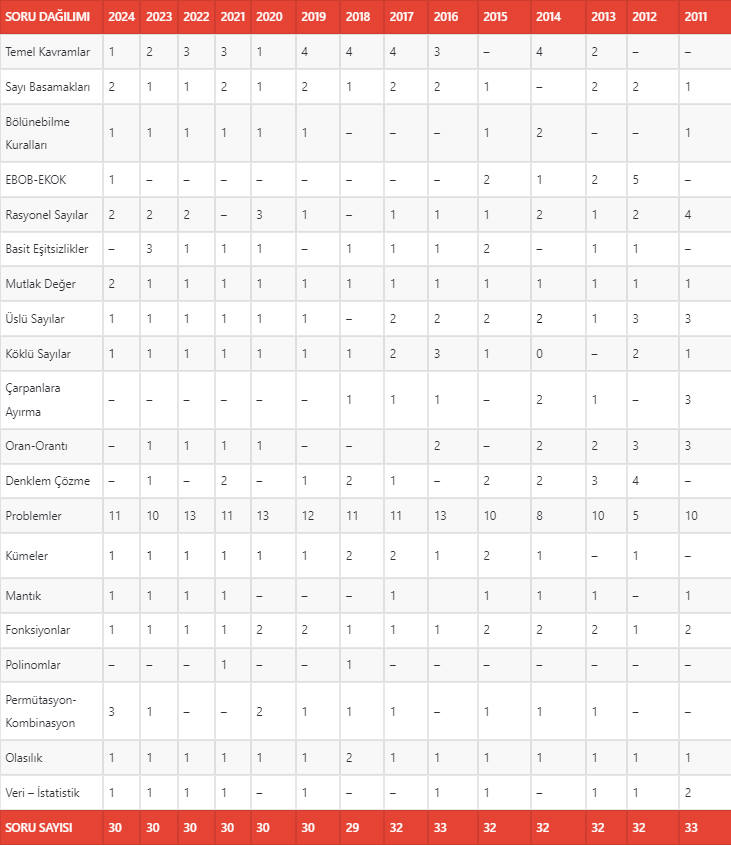 SORU DAĞILIMI 2024 2023 2022 2021 2020 2019 2018 2017 2016 2015 2014 2013 2012 2011
Temel Kavramlar 1 2 3 3 1 4 4 4 3 – 4 2 – –
Sayı Basamakları 2 1 1 2 1 2 1 2 2 1 – 2 2 1
Bölünebilme
Kuralları 1 1 1 1 1 1 – – – 1 2 – – 1
EBOB-EKOK 1 – – – – – – – – 2 1 2 5 –
Rasyonel Sayılar 2 2 2 – 3 1 – 1 1 1 2 1 2 4
Basit Eşitsizlikler – 3 1 1 1 – 1 1 1 2 – 1 1 –
Mutlak Değer 2 1 1 1 1 1 1 1 1 1 1 1 1 1
Üslü Sayılar 1 1 1 1 1 1 – 2 2 2 2 1 3 3
Köklü Sayılar 1 1 1 1 1 1 1 2 3 1 0 – 2 1
Çarpanlara
Ayırma – – – – – – 1 1 1 – 2 1 – 3
Oran-Orantı – 1 1 1 1 – – 2 – 2 2 3 3
Denklem Çözme – 1 – 2 – 1 2 1 – 2 2 3 4 –
Problemler 11 10 13 11 13 12 11 11 13 10 8 10 5 10
Kümeler 1 1 1 1 1 1 2 2 1 2 1 – 1 –
Mantık 1 1 1 1 – – – 1 1 1 1 – 1
Fonksiyonlar 1 1 1 1 2 2 1 1 1 2 2 2 1 2
Polinomlar – – – 1 – – 1 – – – – – – –
Permütasyon-
Kombinasyon 3 1 – – 2 1 1 1 – 1 1 1 – –
Olasılık 1 1 1 1 1 1 2 1 1 1 1 1 1 1
Veri – İstatistik 1 1 1 1 – 1 – – 1 1 – 1 1 2
SORU SAYISI 30 30 30 30 30 30 29 32 33 32 32 32 32 33